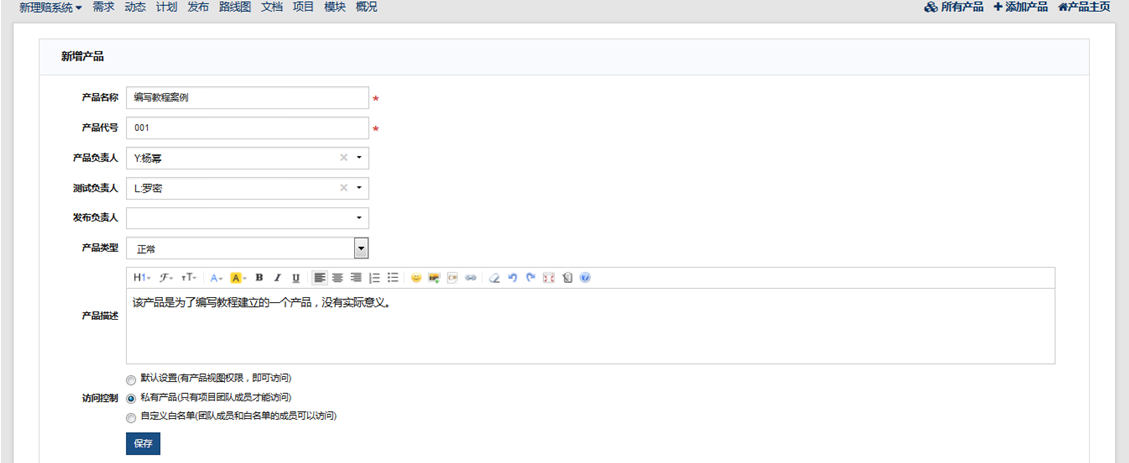 新理赔系统 需求 动态 计划 发布 路线图 文档 项目 模块 概况 所有产品 添加产品 产品主页
新增产品
产品名称 编写教程案例 *
产品代号 001 *
产品负责人 Y:杨幂
测试负责人 L:罗密
发布负责人
产品类型 正常
H1 F TT A A B I U
产品描述 该产品是为了编写教程建立的一个产品，没有实际意义。
默认设置(有产品视图权限，即可访问)
访问控制 私有产品(只有项目团队成员才能访问)
自定义白名单(团队成员和白名单的成员可以访问)
保存